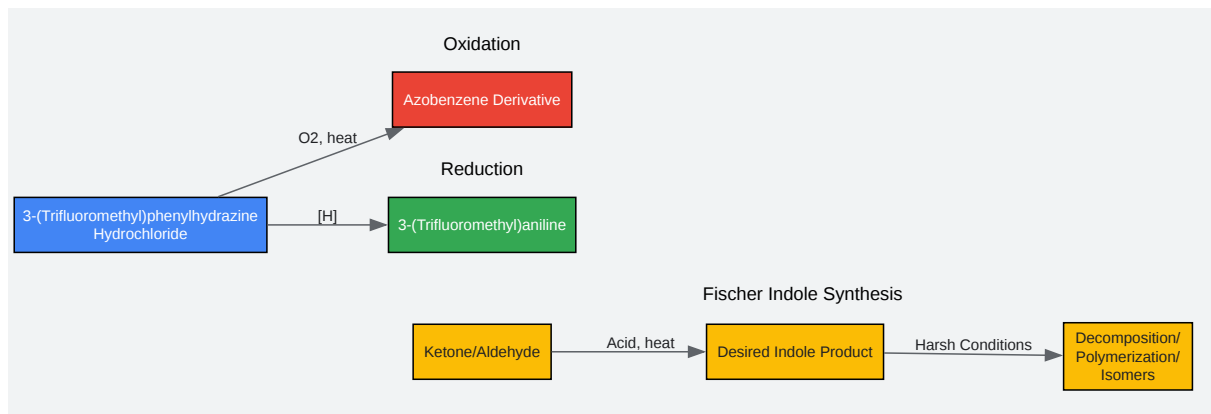 Oxidation
Azobenzene Derivative
O2, heat
Reduction
3-(Trifluoromethyl)phenylhydrazine
Hydrochloride
[H]
3-(Trifluoromethyl)aniline
Fischer Indole Synthesis
Ketone/Aldehyde
Acid, heat
Desired Indole Product
Harsh Conditions
Decomposition/
Polymerization/
Isomers